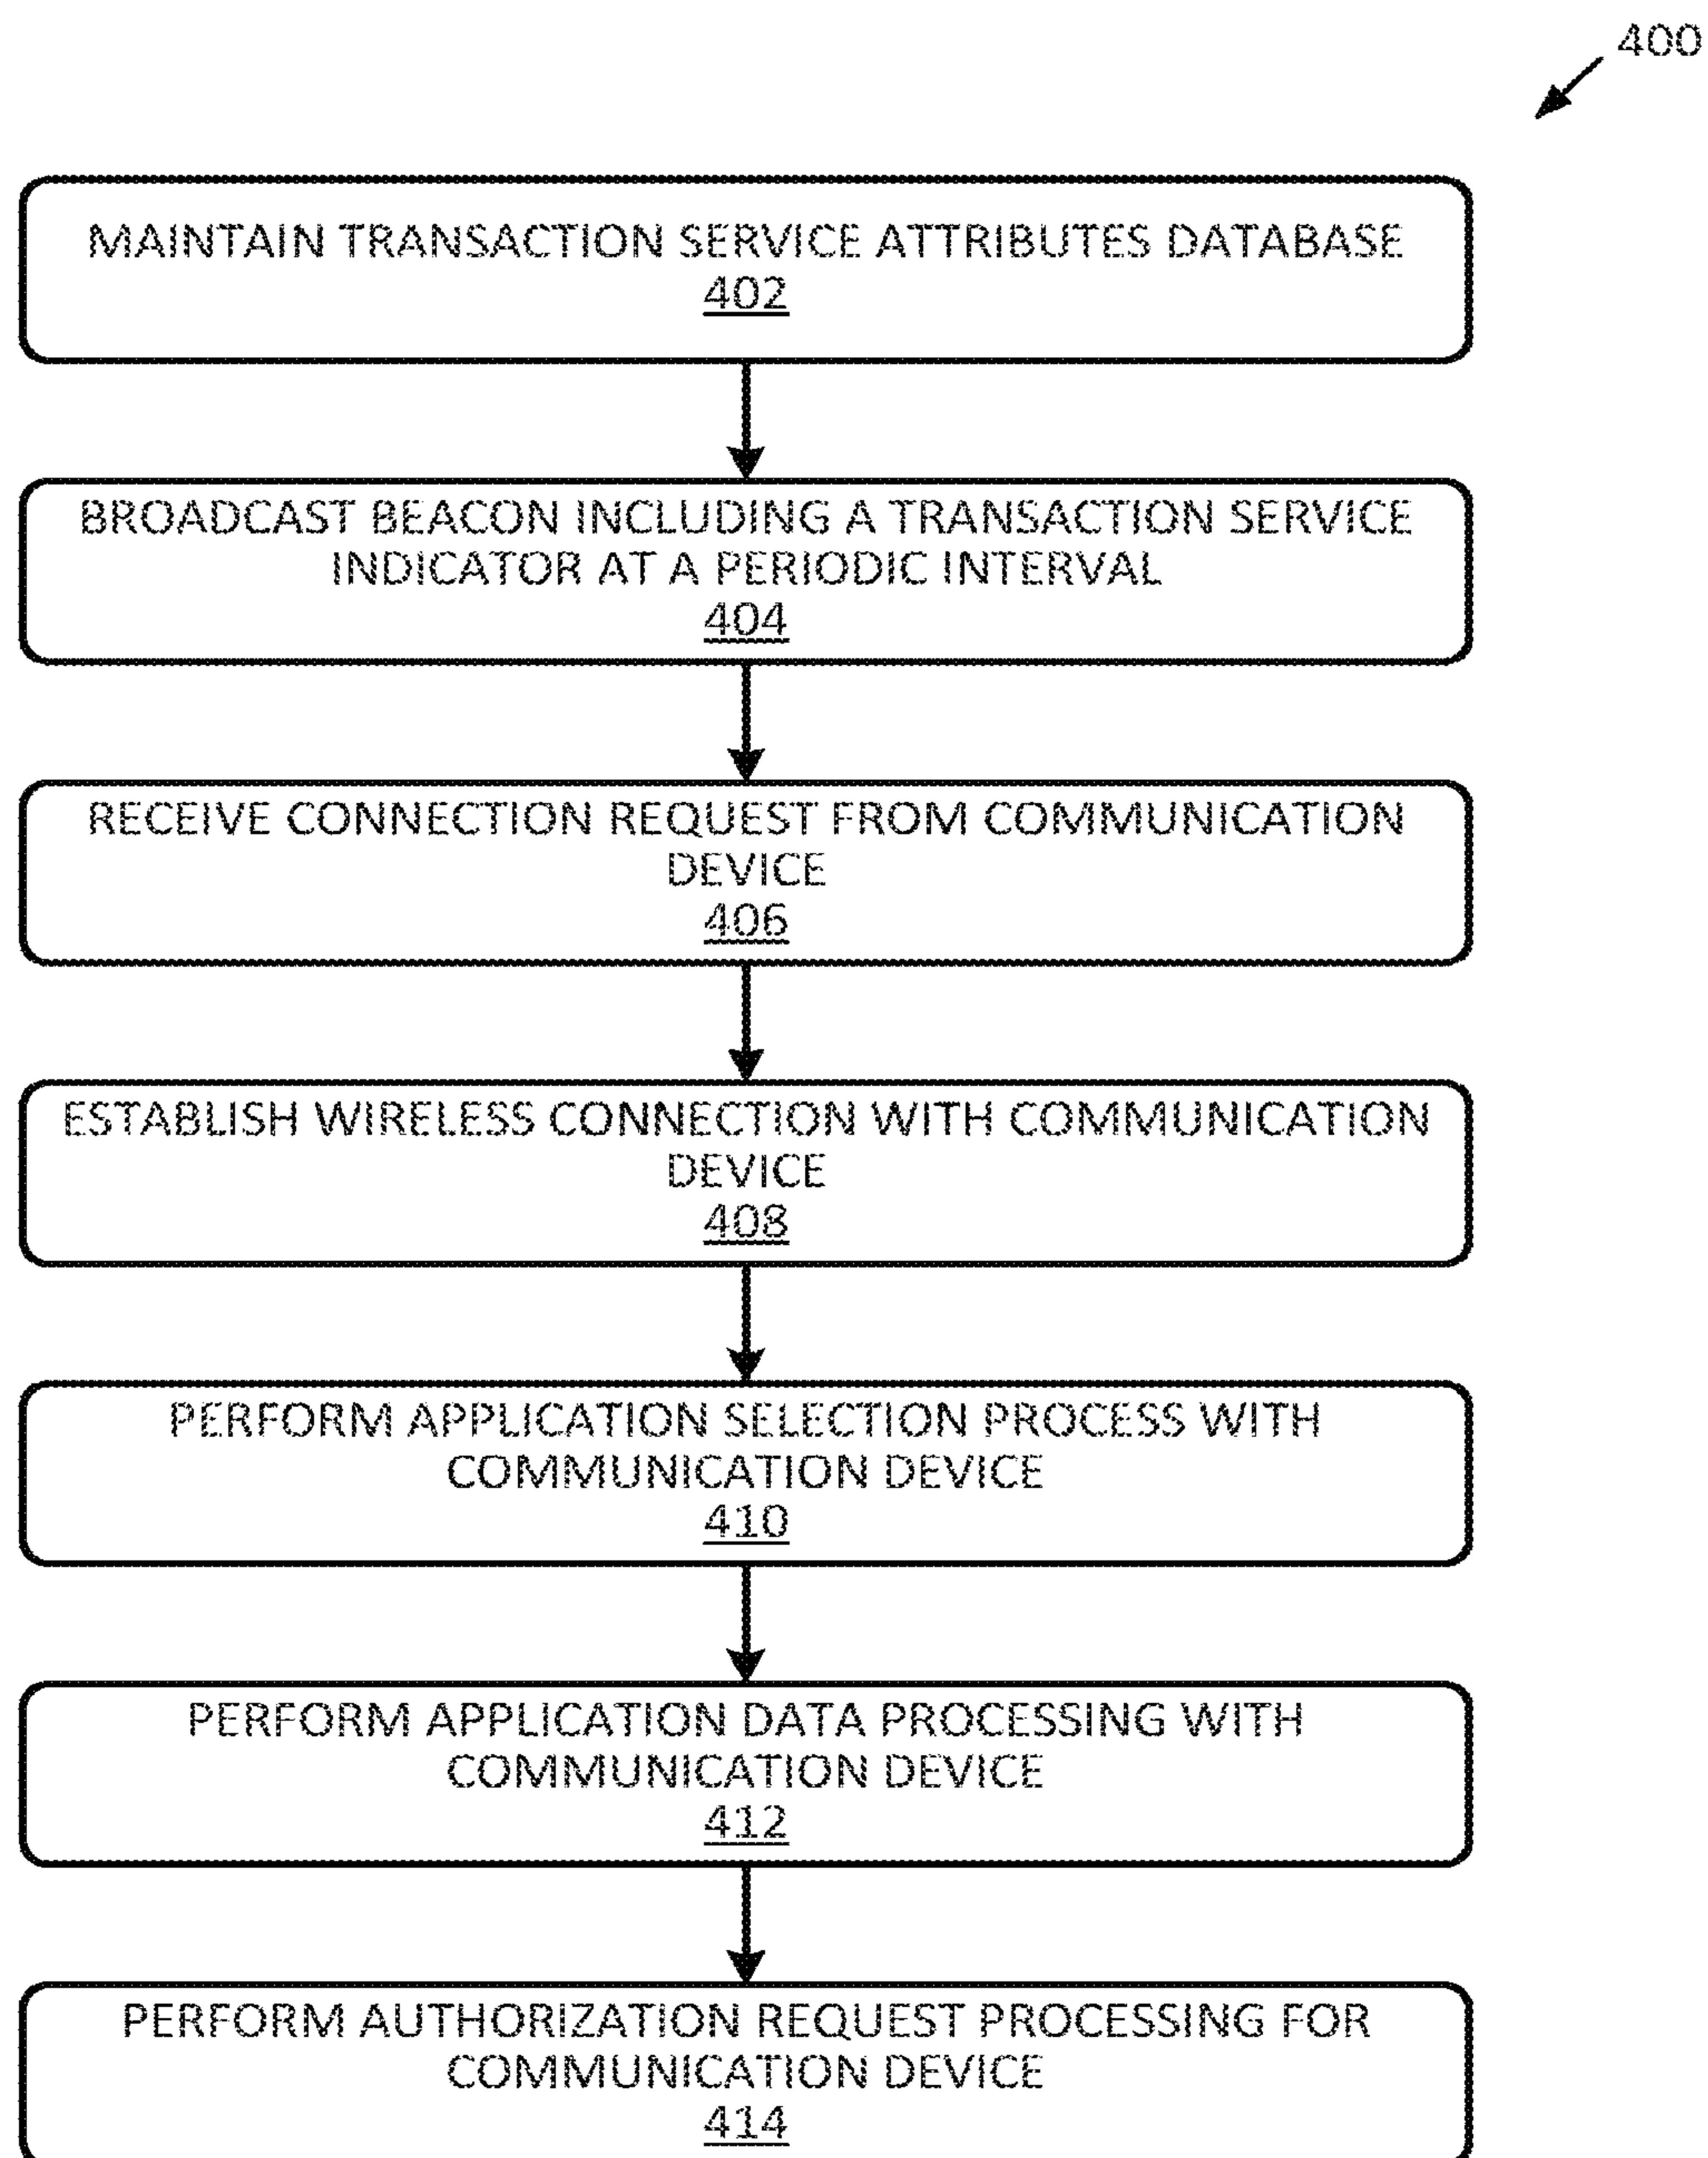 400
MAINTAIN TRANSACTION SERVICE ATTRIBUTES DATABASE
402
BROADCAST BEACON INCLUDING A TRANSACTION SERVICE
INDICATOR AT A PERIODIC INTERVAL
404
RECEIVE CONNECTION REQUEST FROM COMMUNICATION
DEVICE
406
ESTABLISH WIRELESS CONNECTION WITH COMMUNICATION
DEVICE
408
PERFORM APPLICATION SELECTION PROCESS WITH
COMMUNICATION DEVICE
410
PERFORM APPLICATION DATA PROCESSING WITH
COMMUNICATION DEVICE
412
PERFORM AUTHORIZATION REQUEST PROCESSING FOR
COMMUNICATION DEVICE
414